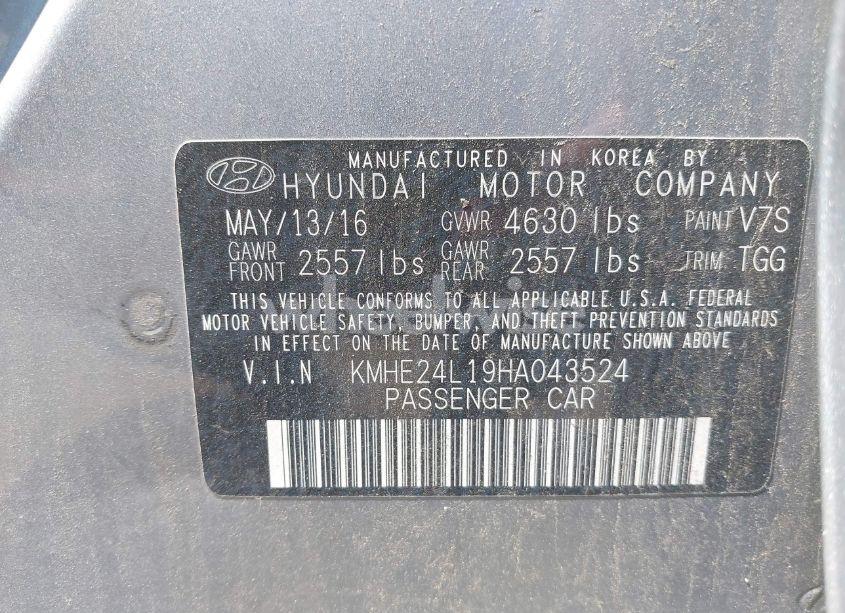 MANUFACTURED IN KOREA BY
HYUNDAI MOTOR COMPANY
MAY/13/16 GVWR 4630 lbs PAINT V7S
GAWR FRONT 2557 lbs GAWR REAR 2557 lbs TRIM TGG
THIS VEHICLE CONFORMS TO ALL APPLICABLE U.S.A. FEDERAL
MOTOR VEHICLE SAFETY, BUMPER, AND THEFT PREVENTION STANDARDS
IN EFFECT ON THE DATE OF MANUFACTURE SHOWN ABOVE
V.I.N KMHE24L19HA043524
PASSENGER CAR